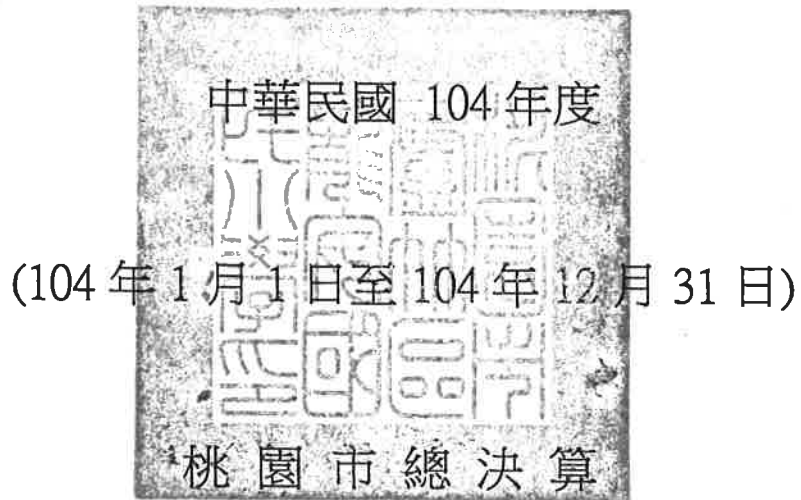 中華民國 104 年度
(104 年 1 月 1 日至 104 年 12 月 31 日)
桃園市總決算